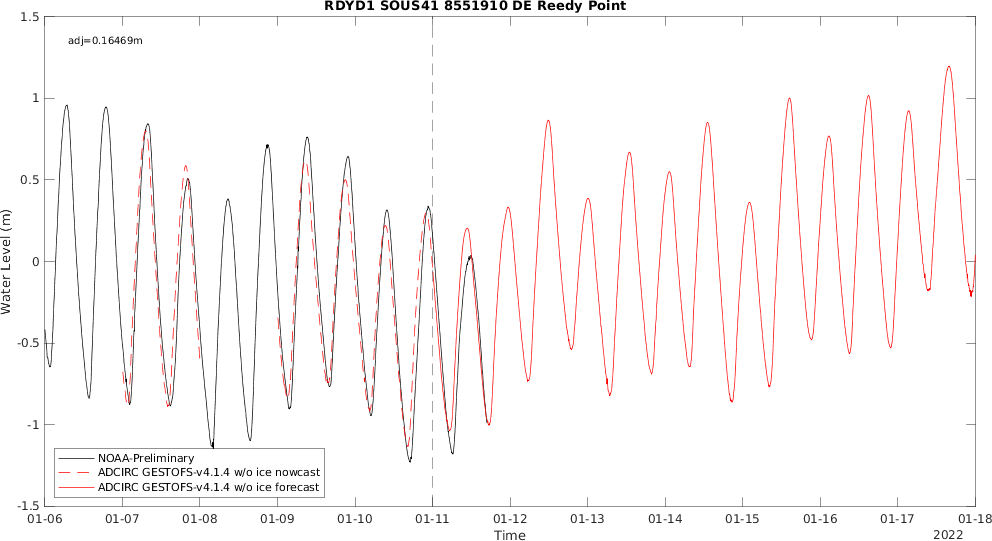 RDYD1 SOUS41 8551910 DE Reedy Point
adj=0.16469m
Water Level (m)
1.5
1
0.5
0
-0.5
-1
-1.5
NOAA-Preliminary
ADCIRC GESTOFS-v4.1.4 w/o ice nowcast
ADCIRC GESTOFS-v4.1.4 w/o ice forecast
01-06 01-07 01-08 01-09 01-10 01-11 01-12 01-13 01-14 01-15 01-16 01-17 01-18
Time
2022